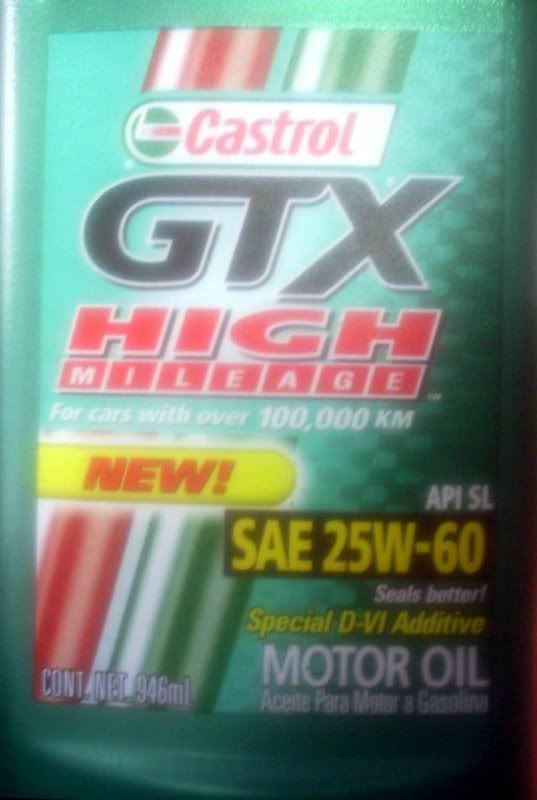 Castrol
GTX
HIGH
MILEAGE™
For cars with over 100,000 KM
NEW!
API SL
SAE 25W-60
Seals better!
Special D-VI Additive
MOTOR OIL
CONT. NET. 946ml
Aceite Para Motor a Gasolina